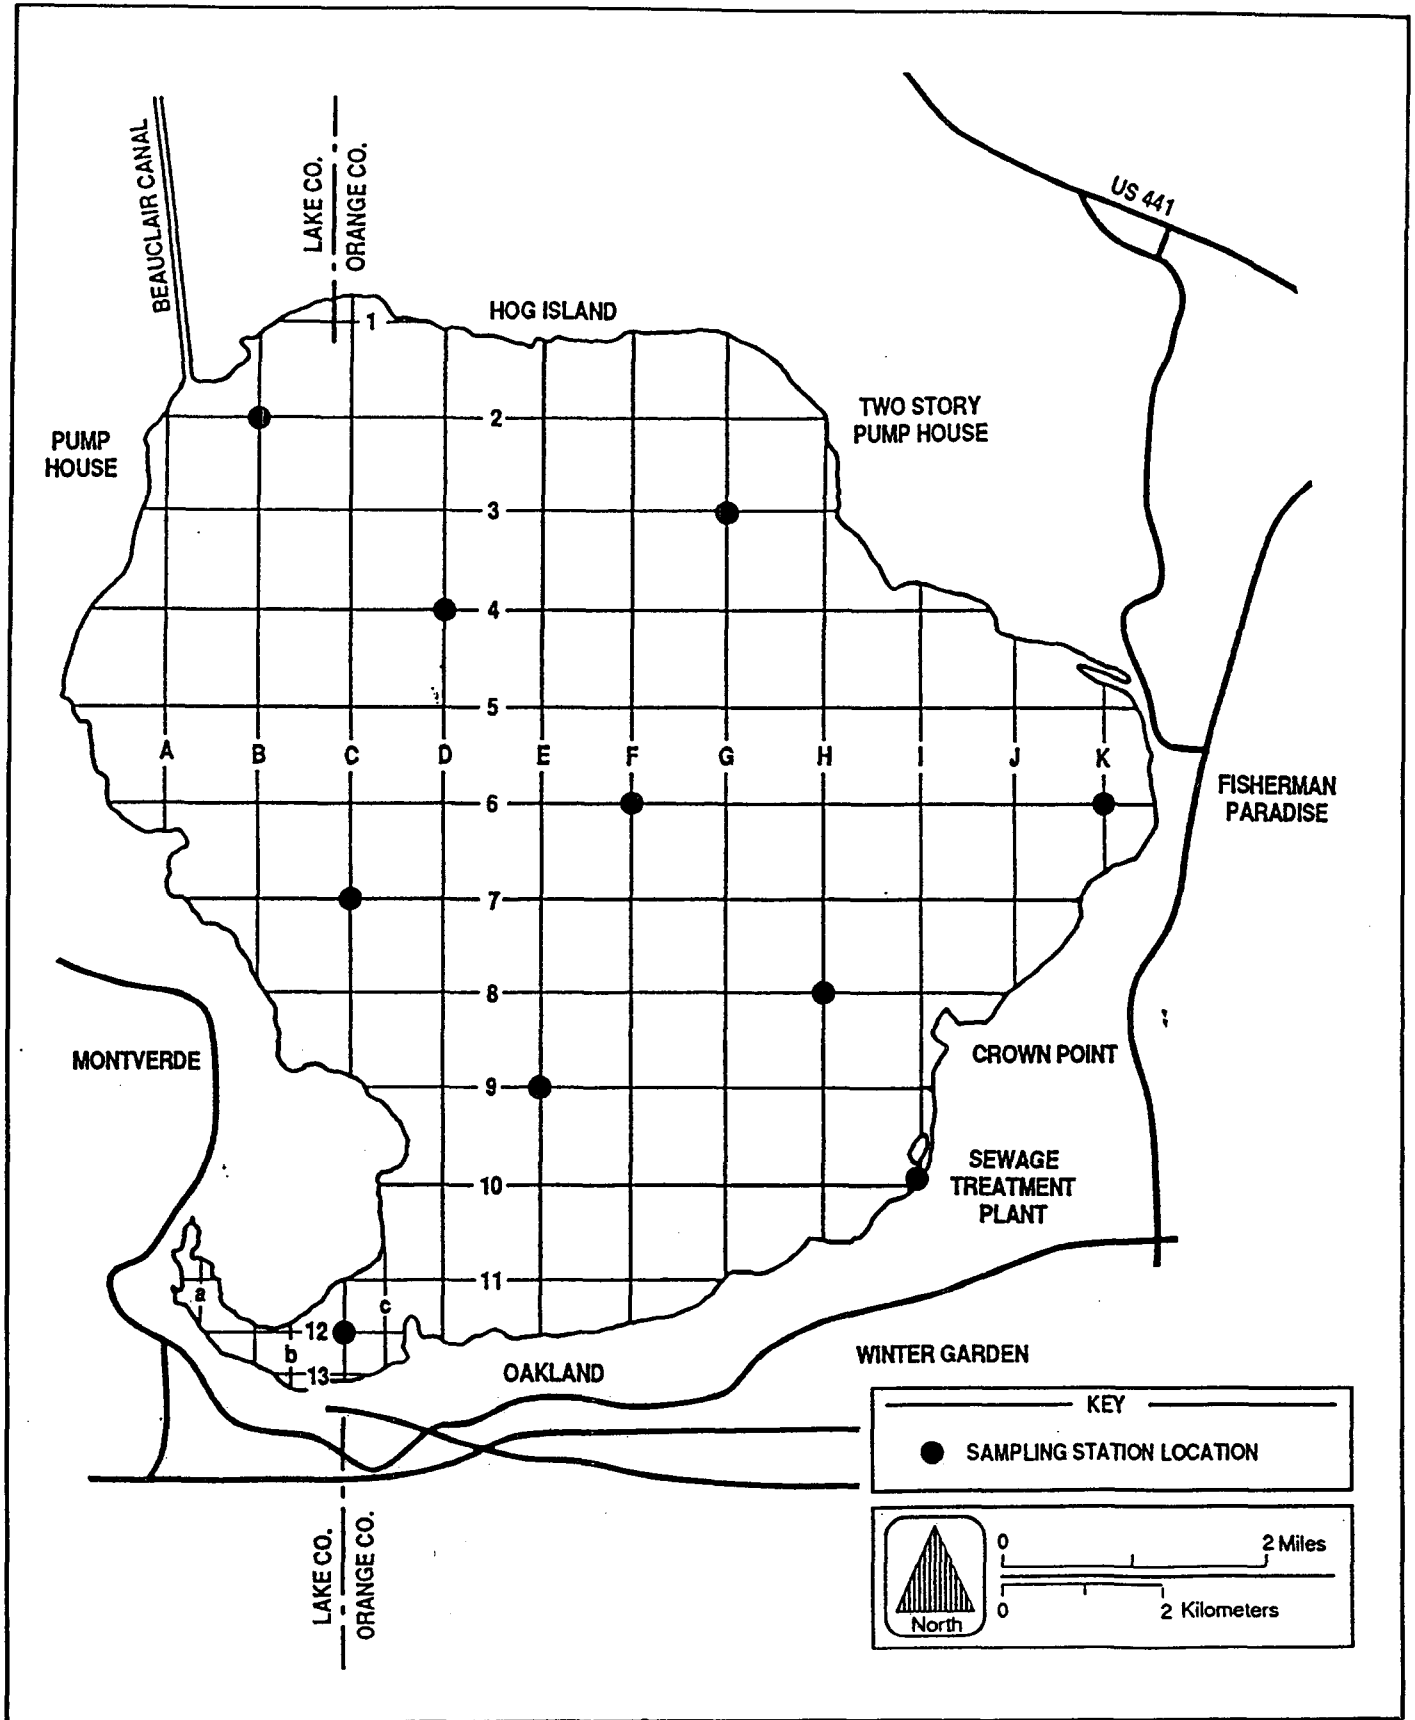 BEAUCLAIR CANAL
LAKE CO.
ORANGE CO.
US 441
HOG ISLAND
1
PUMP
HOUSE
2
TWO STORY
PUMP HOUSE
3
4
5
A B C D E F G H I J K
6
FISHERMAN
PARADISE
7
8
MONTVERDE
CROWN POINT
9
10
SEWAGE
TREATMENT
PLANT
11
a
c
12
b
13
OAKLAND
WINTER GARDEN
KEY
SAMPLING STATION LOCATION
LAKE CO.
ORANGE CO.
North
0 2 Miles
0 2 Kilometers